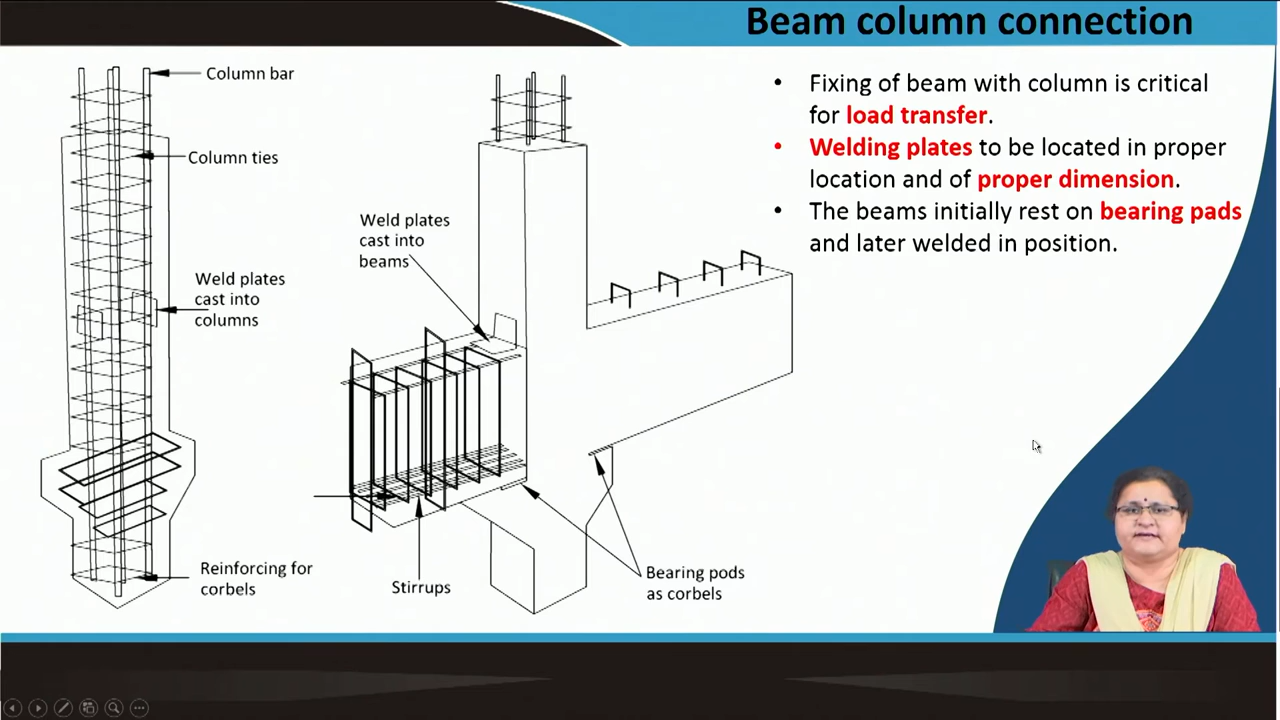 Beam column connection
Column bar
Column ties
Weld plates
cast into
columns
Reinforcing for
corbels
Weld plates
cast into
beams
Stirrups
Bearing pods
as corbels
• Fixing of beam with column is critical
for load transfer.
• Welding plates to be located in proper
location and of proper dimension.
• The beams initially rest on bearing pads
and later welded in position.